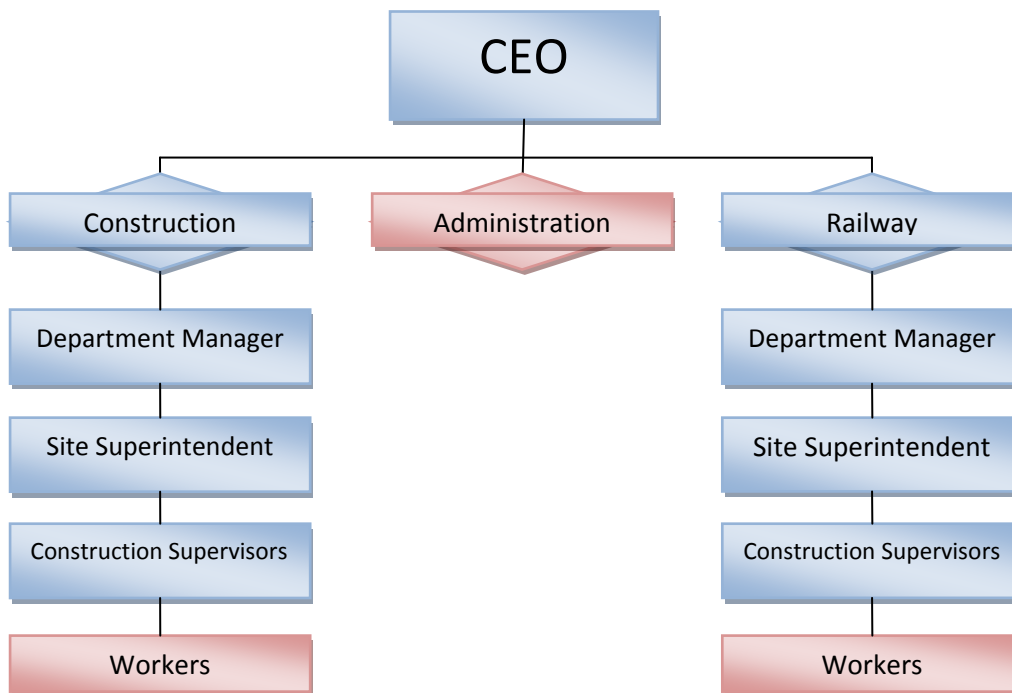 CEO
Construction
Administration
Railway
Department Manager
Department Manager
Site Superintendent
Site Superintendent
Construction Supervisors
Construction Supervisors
Workers
Workers